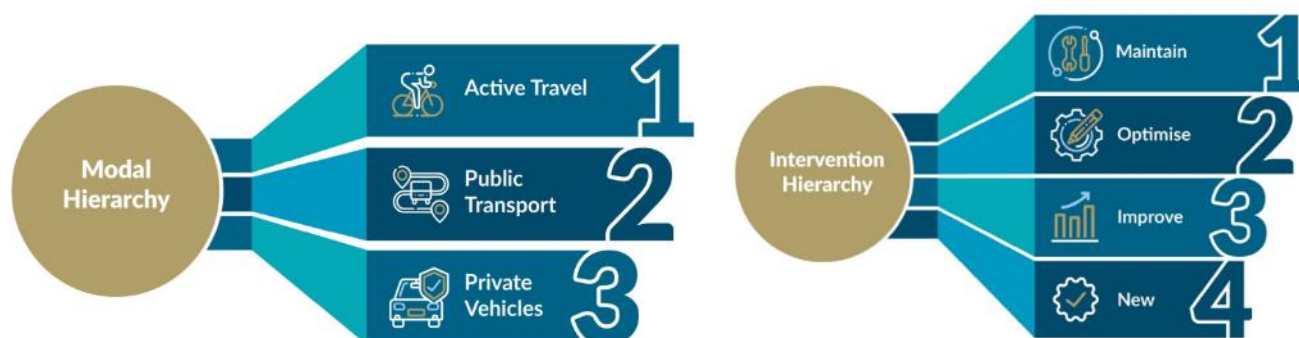 Modal
Hierarchy
Active Travel
1
Public
Transport
2
Private
Vehicles
3
Intervention
Hierarchy
Maintain
1
Optimise
2
Improve
3
New
4